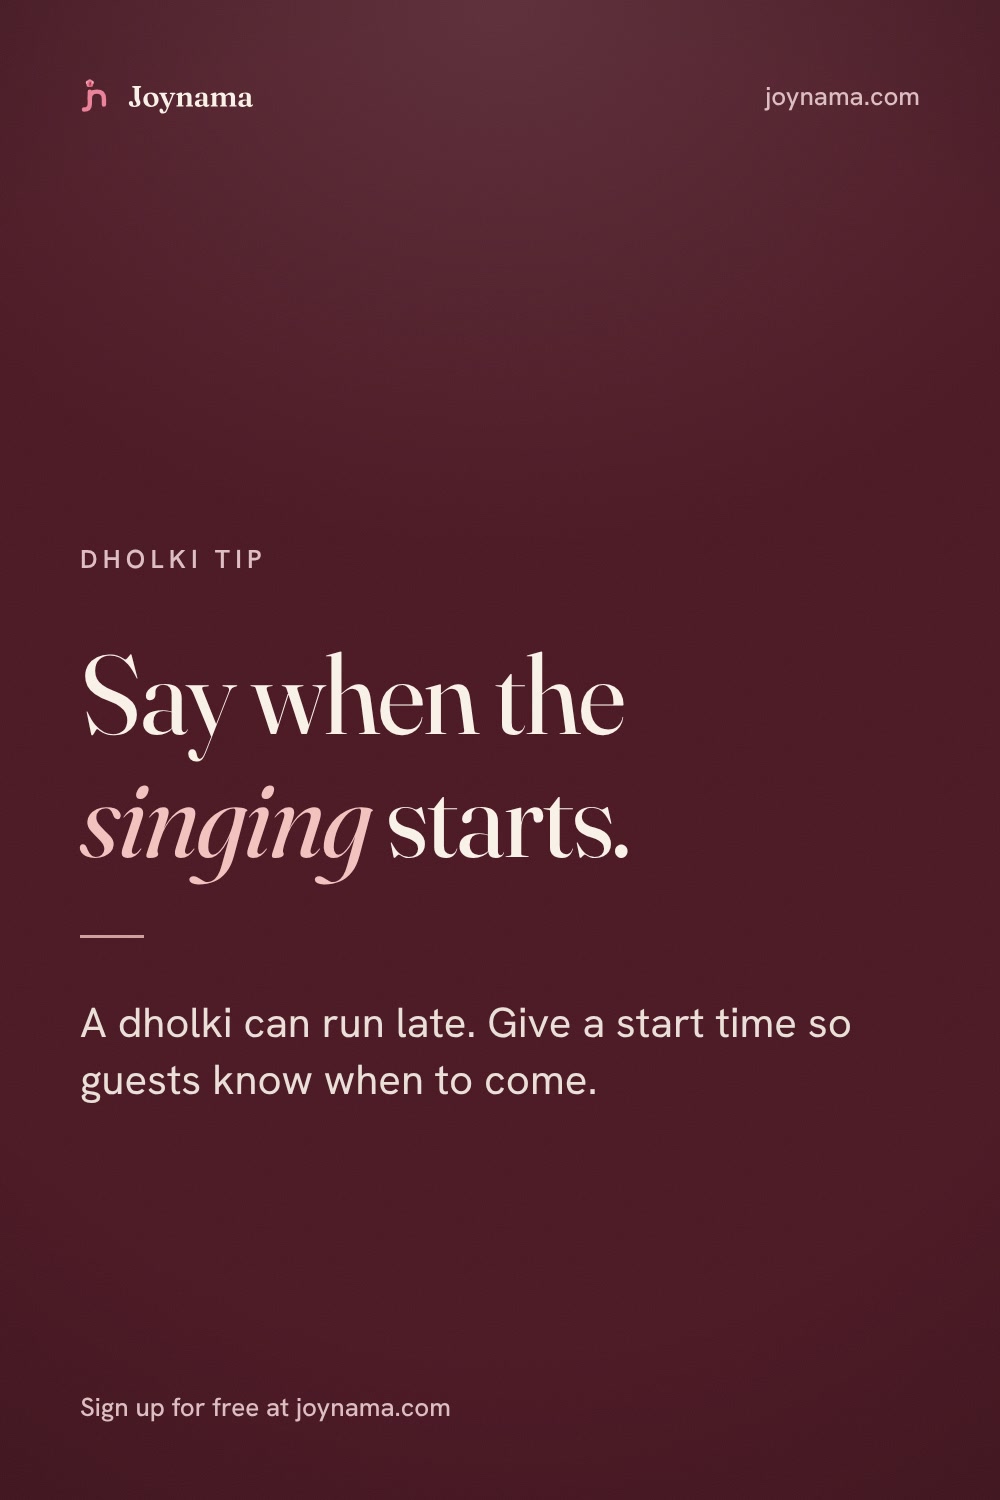 Joynama
joynama.com
DHOLKI TIP
Say when the
singing starts.
A dholki can run late. Give a start time so
guests know when to come.
Sign up for free at joynama.com